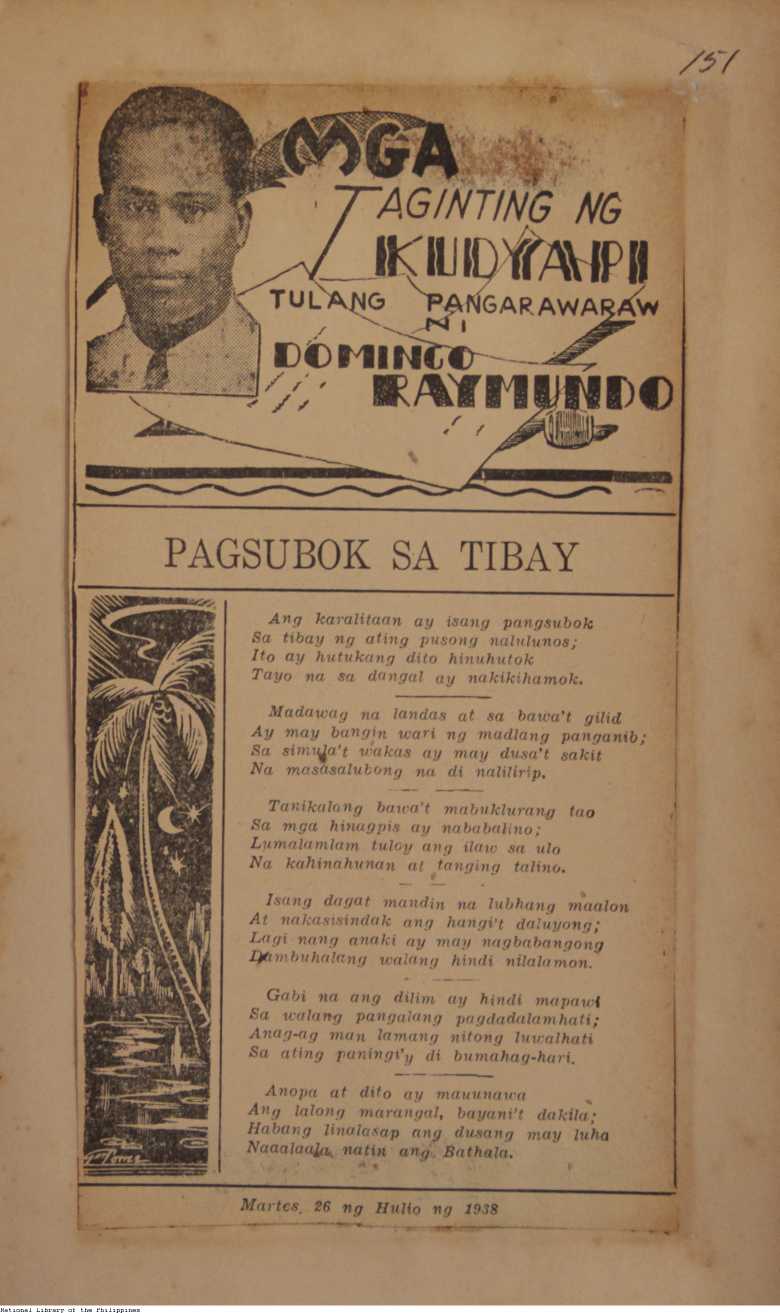 151
MGA
TAGINTING NG
KUDYAPI
TULANG PANGARAWARAW
NI
DOMINGO
RAYMUNDO
PAGSUBOK SA TIBAY
Ang karalitaan ay isang pangsubok
Sa tibay ng ating pusong nalulunos;
Ito ay hutukang dito hinuhutok
Tayo na sa dangal ay nakikihamok.
Madawag na landas at sa bawa't gilid
Ay may bangin wari ng madlang panganib;
Sa simula't wakas ay may dusa't sakit
Na masasalubong na di nalilirip.
Tanikalang bawa't mabuklurang tao
Sa mga hinagpis ay nababalino;
Lumalamlam tuloy ang ilaw sa ulo
Na kahinahunan at tanging talino.
Isang dagat mandin na lubhang maalon
At nakasisindak ang hangi't daluyong;
Lagi nang anaki ay may nagbabangong
Dambuhalang walang hindi nilalamon.
Gabi na ang dilim ay hindi mapawi
Sa walang pangalang pagdadalamhati;
Anag-ag man lamang nitong luwalhati
Sa ating paningi'y di bumahag-hari.
Anopa at dito ay mauunawa
Ang lalong marangal, bayani't dakila;
Habang linalasap ang dusang may luha
Naaalaala natin ang Bathala.
Martes, 26 ng Hulio ng 1938
National Library of the Philippines